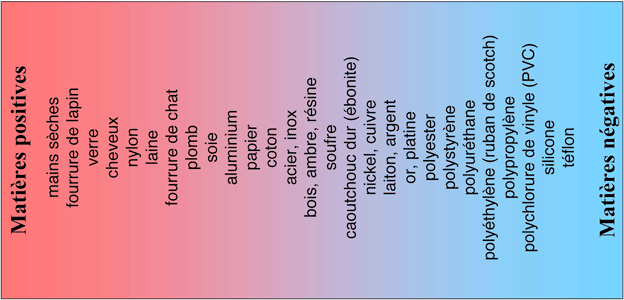 Matières positives
mains sèches
fourrure de lapin
verre
cheveux
nylon
laine
fourrure de chat
plomb
soie
aluminium
papier
coton
acier, inox
bois, ambre, résine
soufre
caoutchouc dur (ébonite)
nickel, cuivre
laiton, argent
or, platine
polyester
polystyrène
polyuréthane
polyéthylène (ruban de scotch)
polypropylène
polychlorure de vinyle (PVC)
silicone
téflon
Matières négatives